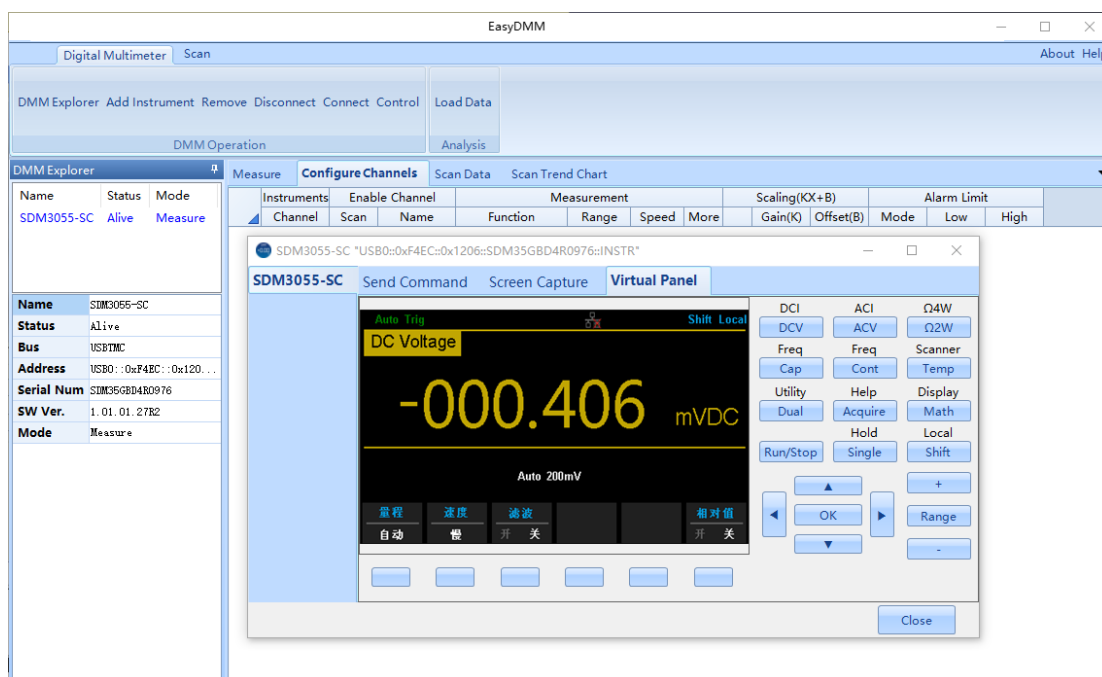 EasyDMM
Digital Multimeter Scan About Help
DMM Explorer Add Instrument Remove Disconnect Connect Control Load Data
DMM Operation Analysis
DMM Explorer
Name Status Mode
SDM3055-SC Alive Measure
Measure Configure Channels Scan Data Scan Trend Chart
Instruments Enable Channel Measurement Scaling(KX+B) Alarm Limit
Channel Scan Name Function Range Speed More Gain(K) Offset(B) Mode Low High
Name SDM3055-SC
Status Alive
Bus USBTMC
Address USB0::0xF4EC::0x120...
Serial Num SDM35GBD4R0976
SW Ver. 1.01.01.27R2
Mode Measure
SDM3055-SC "USB0::0xF4EC::0x1206::SDM35GBD4R0976::INSTR"
SDM3055-SC Send Command Screen Capture Virtual Panel
Auto Trig Shift Local
DC Voltage
-000.406 mVDC
Auto 200mV
量程 速度 滤波 相对值
自动 慢 开 关 开 关
DCI ACI Ω4W
DCV ACV Ω2W
Freq Freq Scanner
Cap Cont Temp
Utility Help Display
Dual Acquire Math
Hold Local
Run/Stop Single Shift
+
OK Range
-
Close